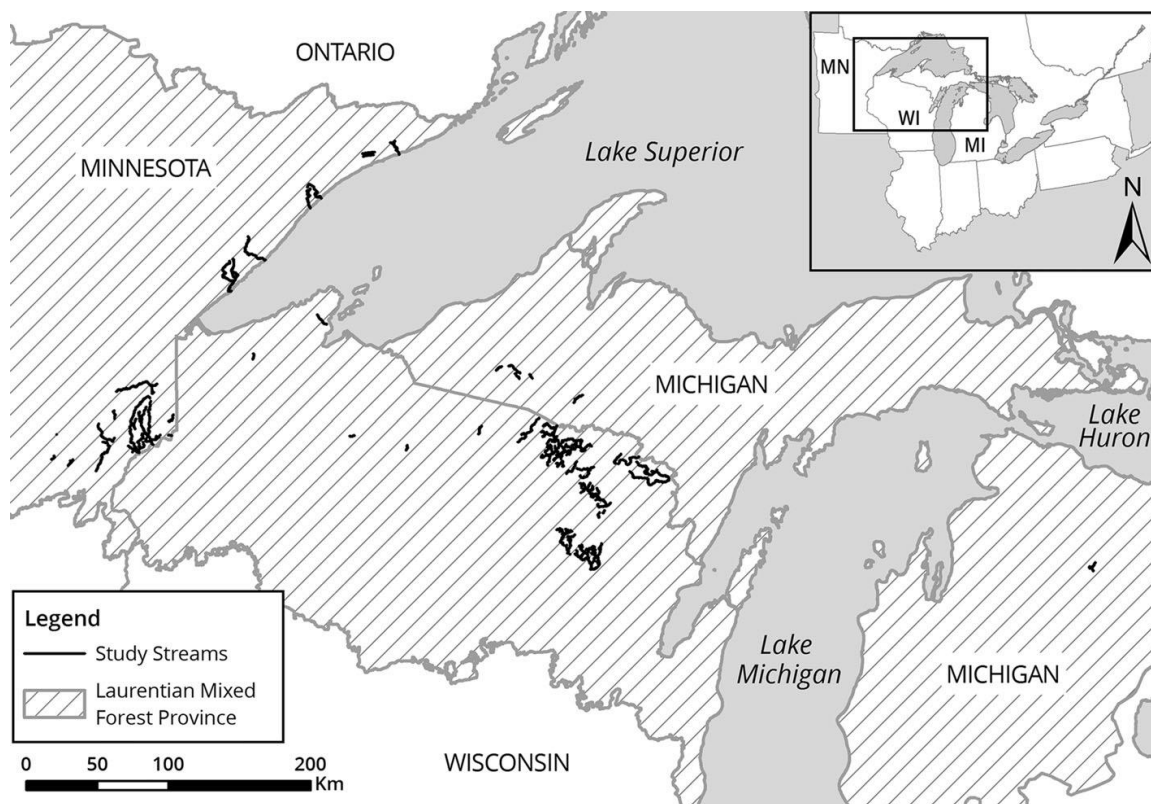 ONTARIO
MINNESOTA
Lake Superior
MN
WI
MI
N
MICHIGAN
Lake
Huron
Lake
Michigan
MICHIGAN
WISCONSIN
Legend
Study Streams
Laurentian Mixed
Forest Province
0 50 100 200
Km